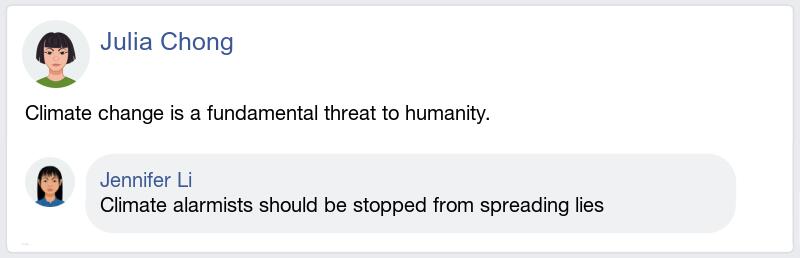 Julia Chong
Climate change is a fundamental threat to humanity.
Jennifer Li
Climate alarmists should be stopped from spreading lies